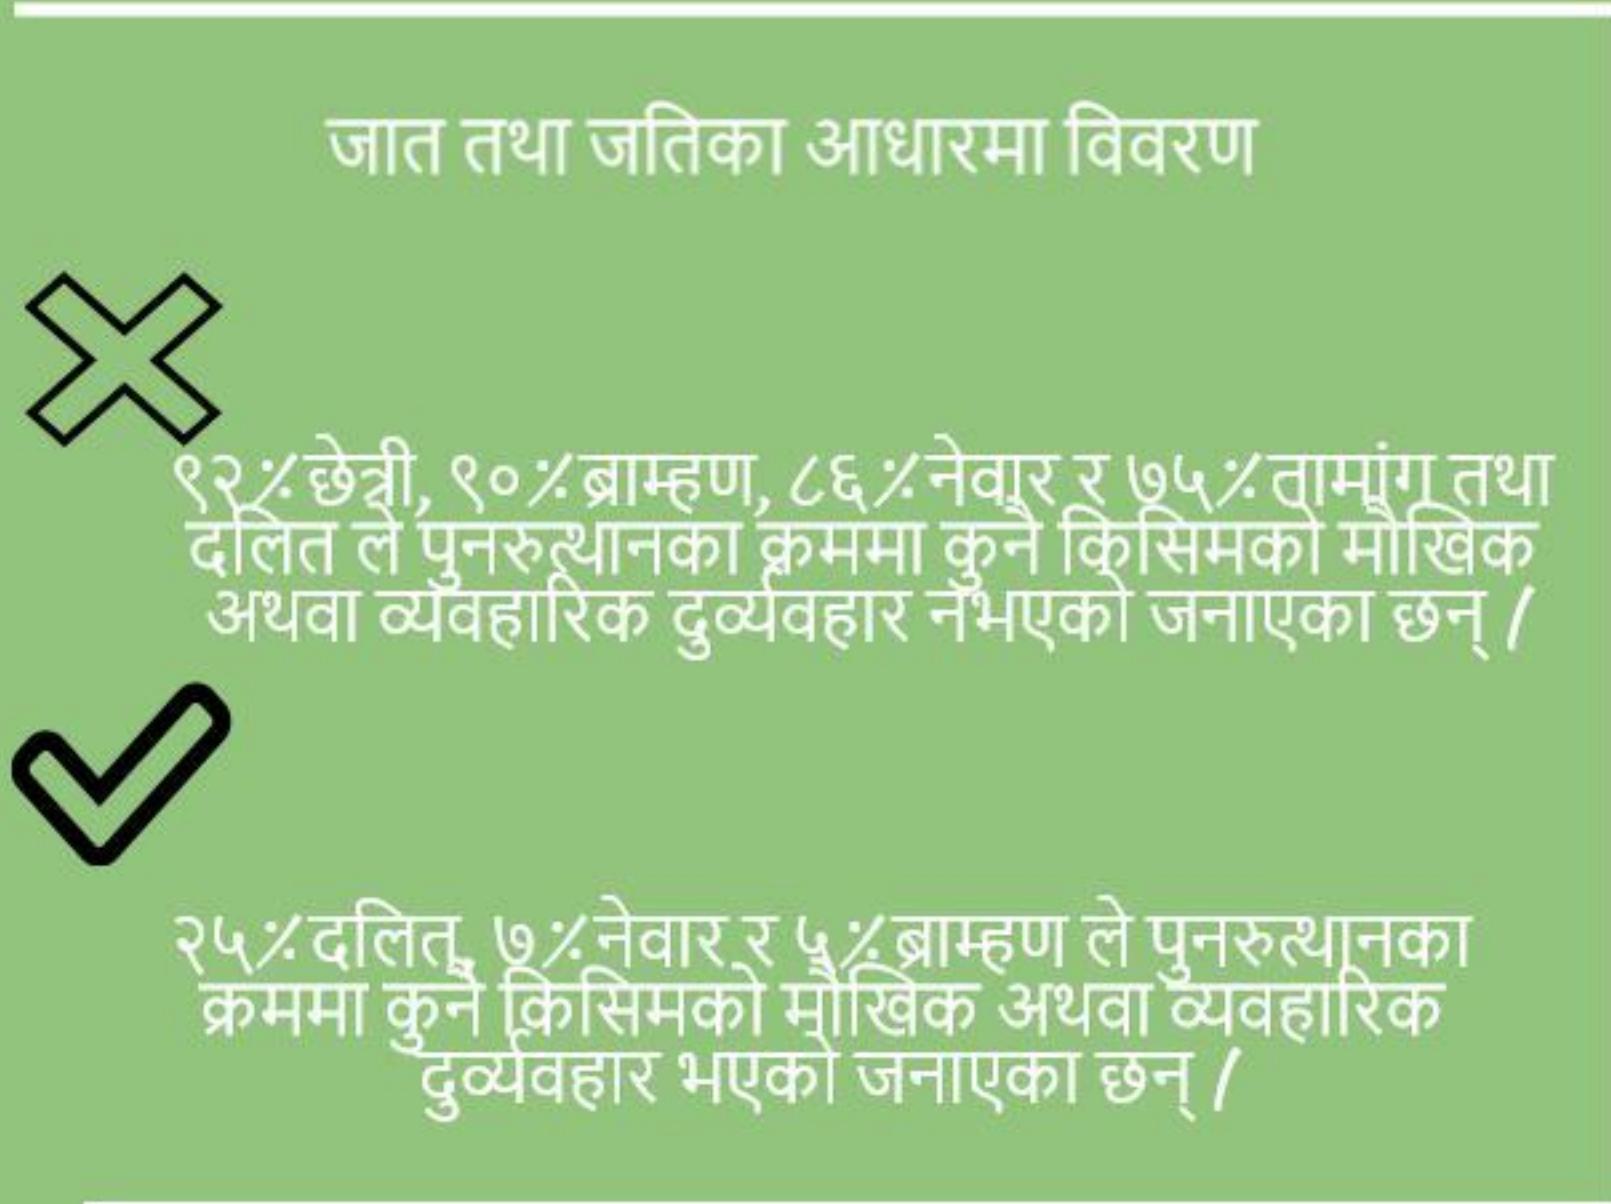 जात तथा जतिका आधारमा विवरण
९२٪छेत्री, ९०٪ब्राम्हण, ८६٪नेवार र ७५٪तामांग तथा
दलित ले पुनरुत्थानका क्रममा कुनै किसिमको मौखिक
अथवा व्यवहारिक दुर्व्यवहार नभएको जनाएका छन् /
२५٪दलित, ७٪नेवार र ५٪ब्राम्हण ले पुनरुत्थानका
क्रममा कुनै किसिमको मौखिक अथवा व्यवहारिक
दुर्व्यवहार भएको जनाएका छन् /